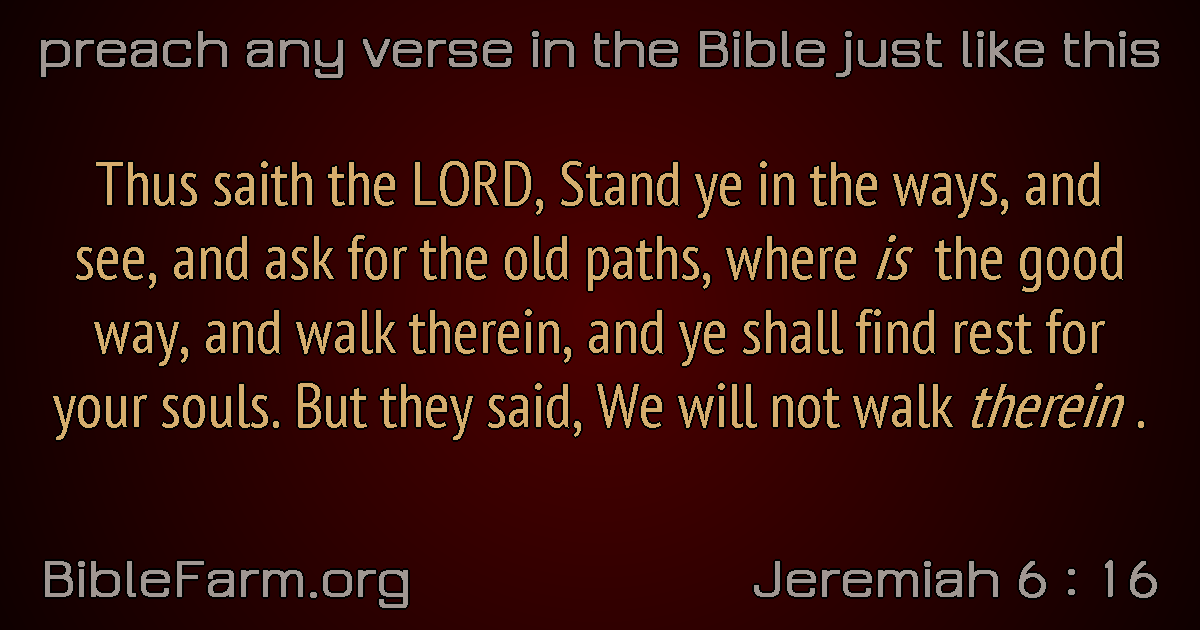 preach any verse in the Bible just like this
Thus saith the LORD, Stand ye in the ways, and
see, and ask for the old paths, where is the good
way, and walk therein, and ye shall find rest for
your souls. But they said, We will not walk therein .
BibleFarm.org
Jeremiah 6 : 16